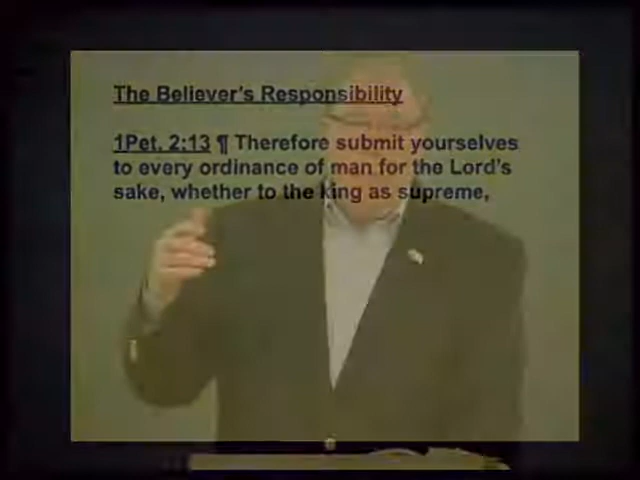 The Believer's Responsibility
1Pet. 2:13 ¶ Therefore submit yourselves
to every ordinance of man for the Lord's
sake, whether to the king as supreme,